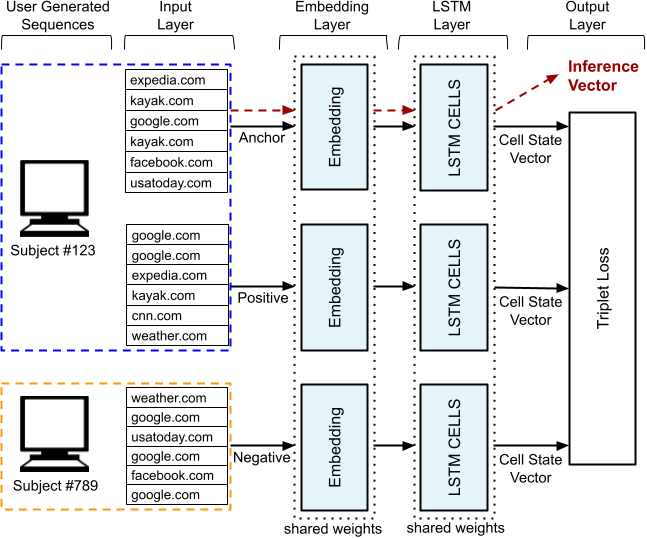 User Generated
Sequences
Input
Layer
Embedding
Layer
LSTM
Layer
Output
Layer
expedia.com
kayak.com
google.com
kayak.com
facebook.com
usatoday.com
Subject #123
google.com
google.com
expedia.com
kayak.com
cnn.com
weather.com
weather.com
google.com
usatoday.com
google.com
facebook.com
google.com
Subject #789
Anchor
Positive
Negative
Embedding
Embedding
Embedding
shared weights
LSTM CELLS
LSTM CELLS
LSTM CELLS
shared weights
Inference
Vector
Cell State
Vector
Cell State
Vector
Cell State
Vector
Triplet Loss